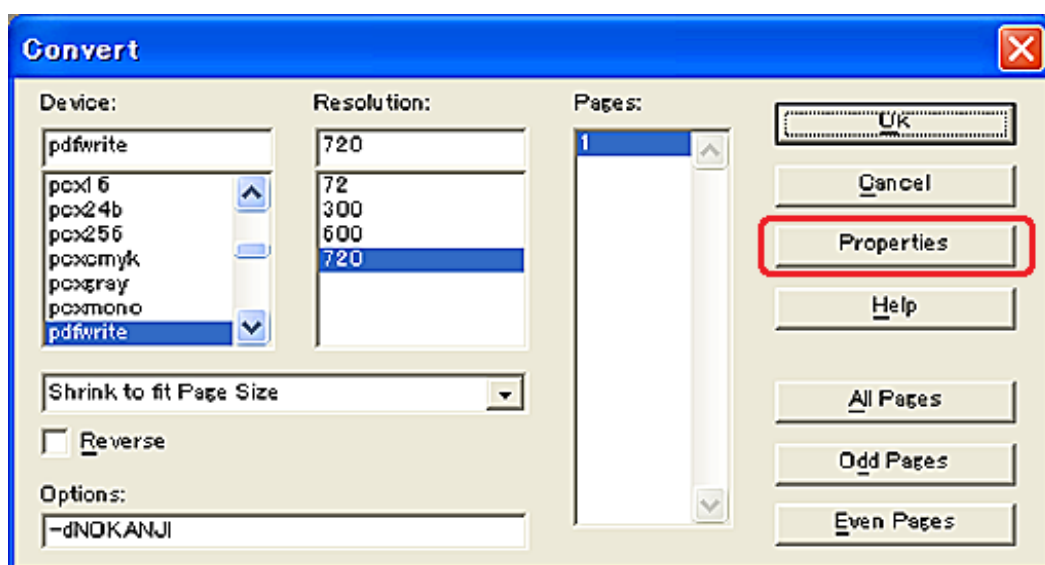 Convert
Device:
pdfwrite
pcx16
pcx24b
pcx256
pcxcmyk
pcxgray
pcxmono
pdfwrite
Shrink to fit Page Size
Reverse
Options:
-dNOKANJI
Resolution:
720
72
300
600
720
Pages:
1
OK
Cancel
Properties
Help
All Pages
Odd Pages
Even Pages